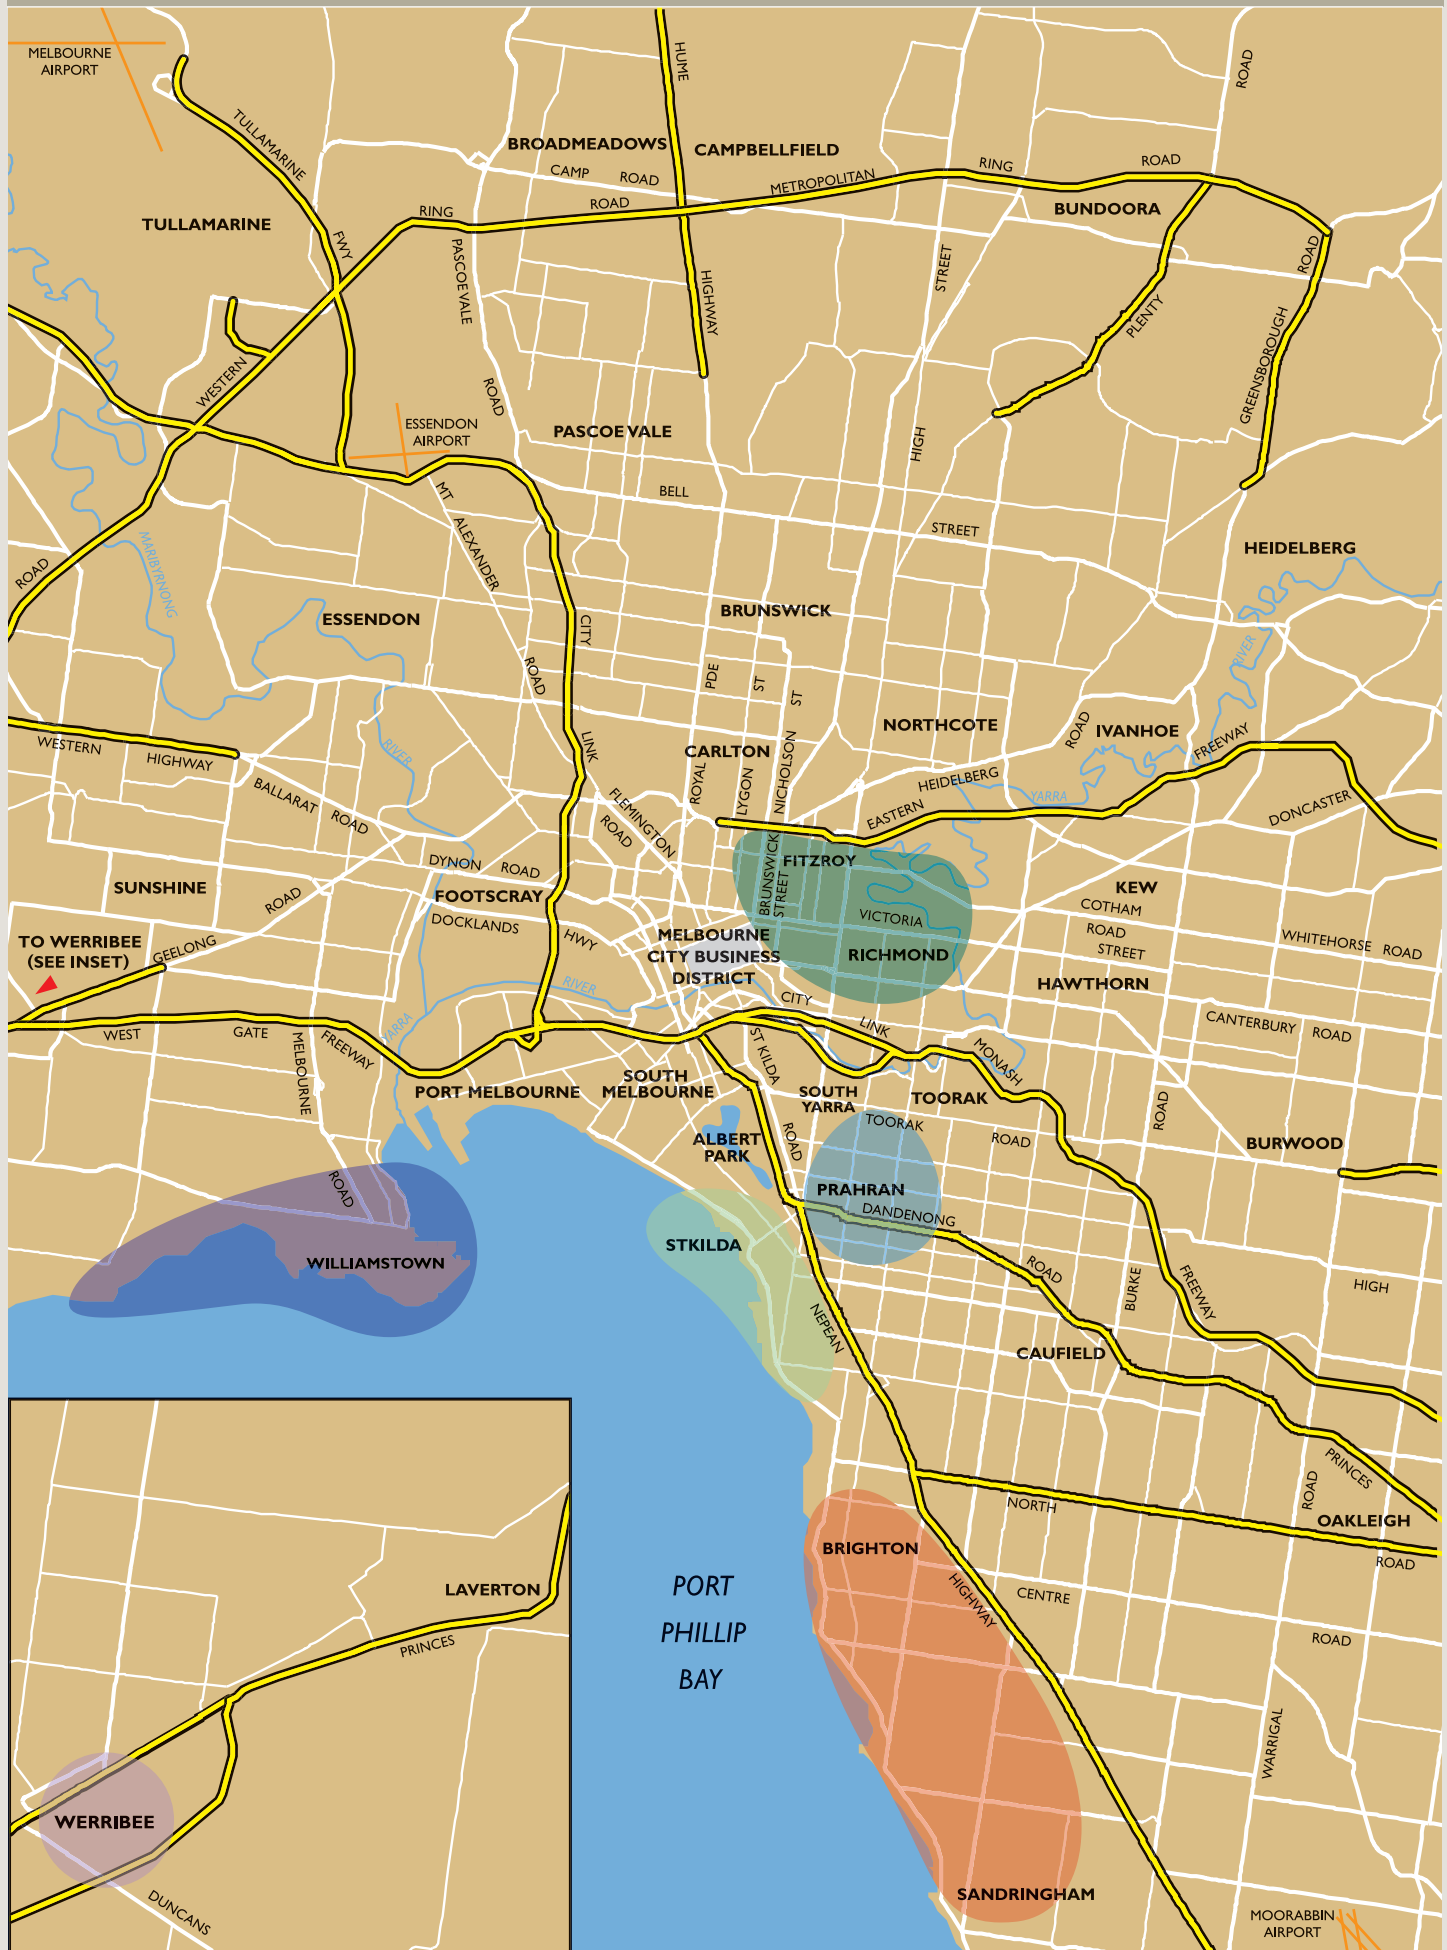 MELBOURNE
AIRPORT
HUME
ROAD
TULLAMARINE
BROADMEADOWS
CAMPBELLFIELD
CAMP ROAD
METROPOLITAN
RING
ROAD
TULLAMARINE
FWY
RING
ROAD
BUNDOORA
PASCOE VALE
STREET
ROAD
HIGHWAY
PLENTY
GREENSBOROUGH
WESTERN
ROAD
ESSENDON
AIRPORT
PASCOE VALE
HIGH
MT
BELL
STREET
ALEXANDER
HEIDELBERG
ROAD
MARIBYRNONG
ESSENDON
CITY
BRUNSWICK
RIVER
ROAD
PDE
ST
ST
NORTHCOTE
ROAD
IVANHOE
WESTERN
HIGHWAY
RIVER
LINK
CARLTON
FREEWAY
NICHOLSON
ROYAL
LYGON
HEIDELBERG
YARRA
BALLARAT
ROAD
FLEMINGTON
ROAD
EASTERN
DONCASTER
DYNON ROAD
BRUNSWICK
STREET
FITZROY
SUNSHINE
FOOTSCRAY
KEW
ROAD
DOCKLANDS
HWY
VICTORIA
COTHAM
ROAD
TO WERRIBEE
(SEE INSET)
GEELONG
MELBOURNE
CITY BUSINESS
DISTRICT
RICHMOND
STREET
WHITEHORSE ROAD
HAWTHORN
RIVER
CITY
YARRA
LINK
CANTERBURY ROAD
WEST
GATE
MELBOURNE
FREEWAY
ST KILDA
MONASH
PORT MELBOURNE
SOUTH
MELBOURNE
SOUTH
YARRA
TOORAK
ROAD
TOORAK
ROAD
ALBERT
PARK
ROAD
BURWOOD
ROAD
PRAHRAN
DANDENONG
STKILDA
WILLIAMSTOWN
ROAD
BURKE
FREEWAY
HIGH
NEPEAN
CAUFIELD
PRINCES
NORTH
ROAD
OAKLEIGH
ROAD
BRIGHTON
LAVERTON
PORT
PHILLIP
BAY
HIGHWAY
CENTRE
ROAD
PRINCES
WARRIGAL
WERRIBEE
DUNCANS
SANDRINGHAM
MOORABBIN
AIRPORT